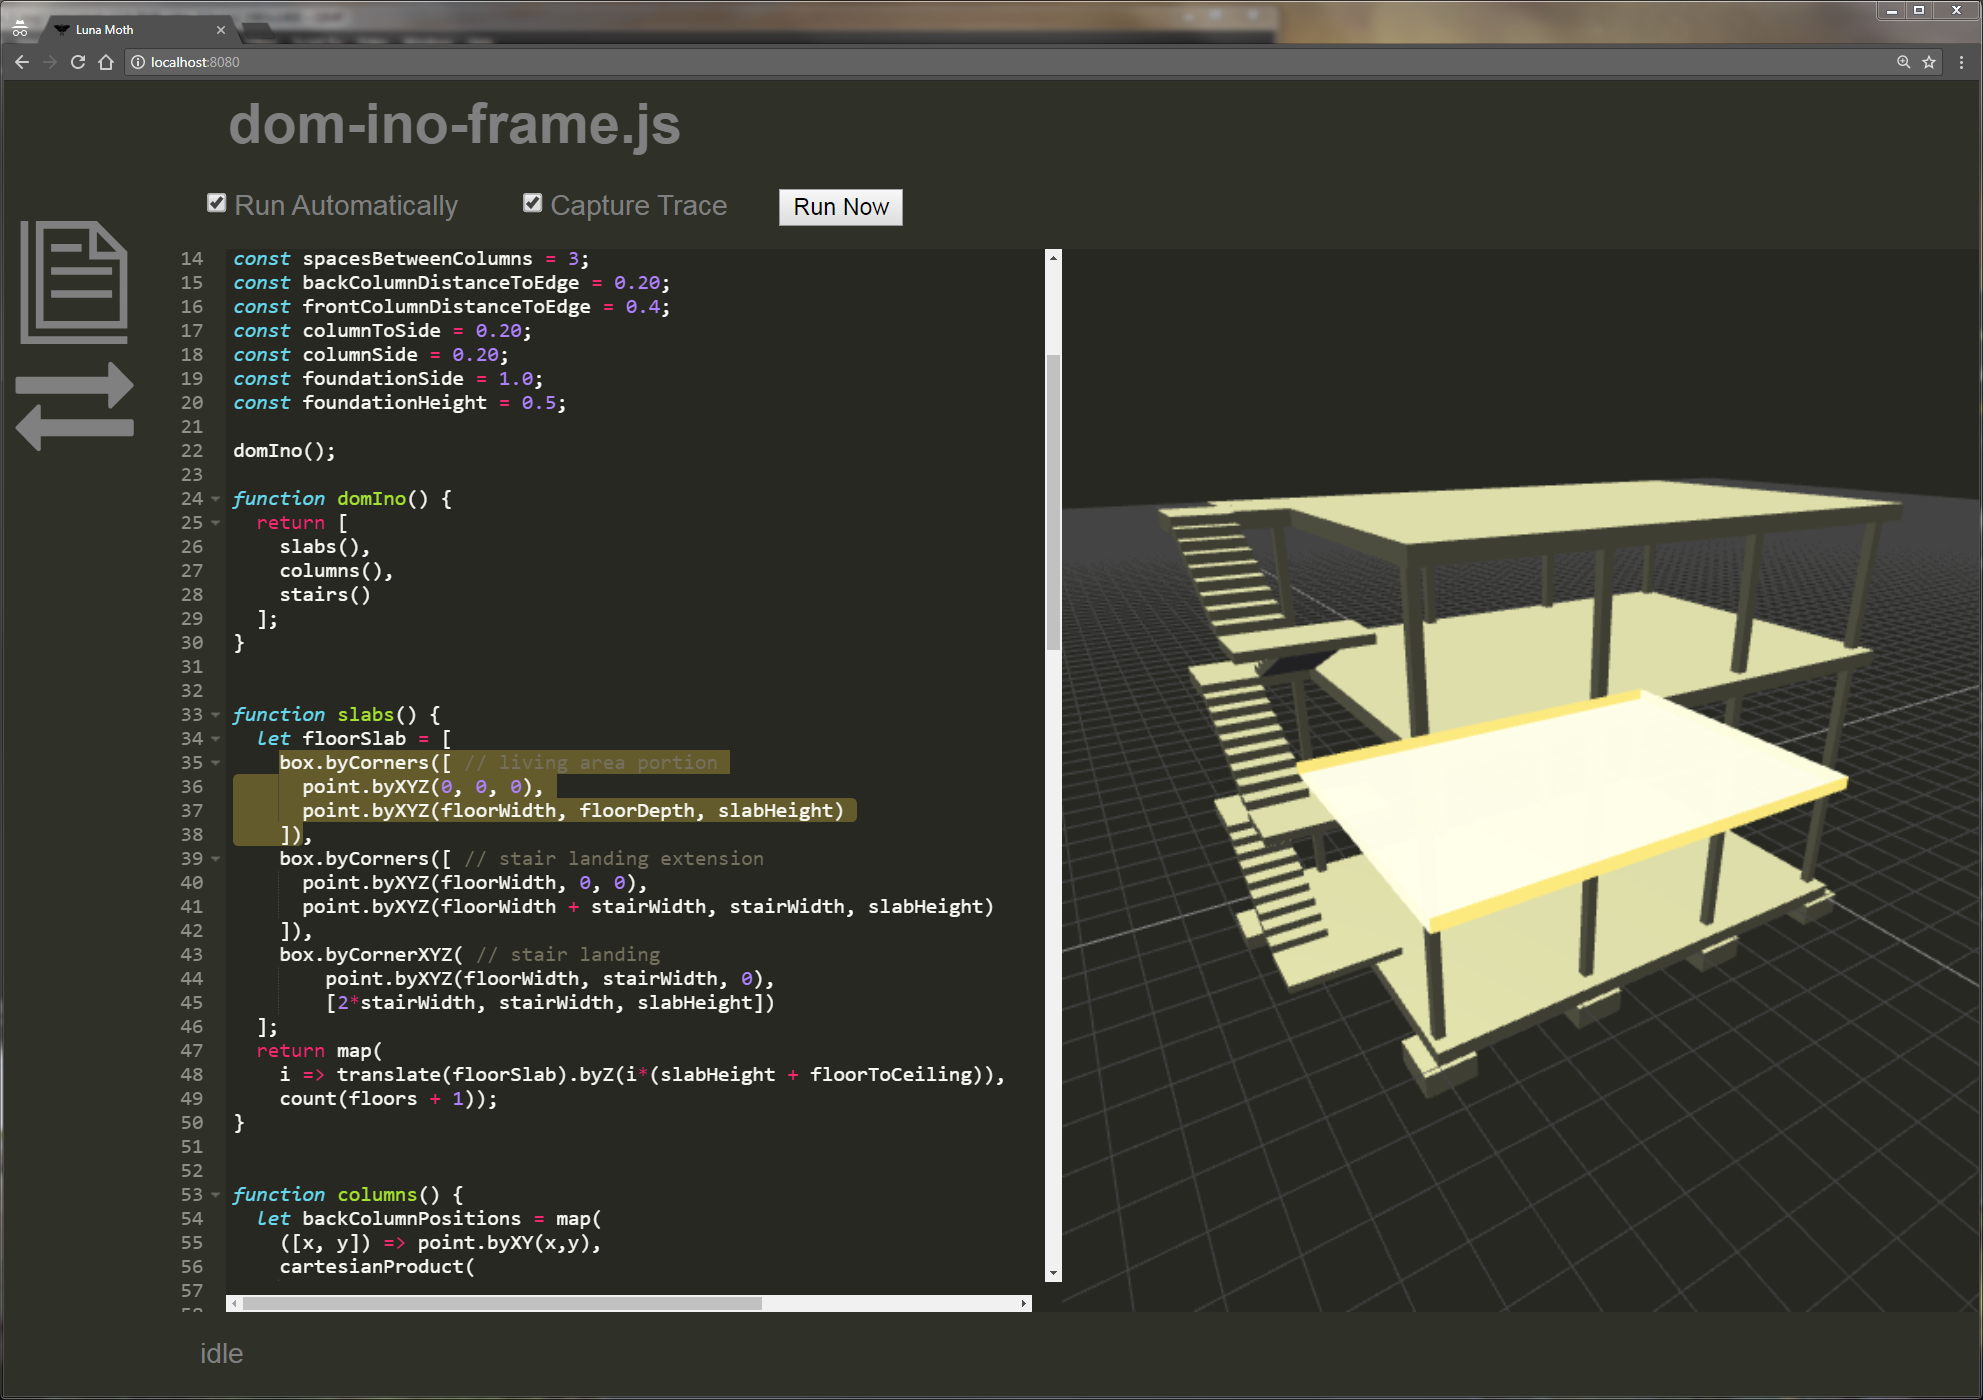 Luna Moth
localhost:8080
dom-ino-frame.js
Run Automatically
Capture Trace
Run Now
14 const spacesBetweenColumns = 3;
15 const backColumnDistanceToEdge = 0.20;
16 const frontColumnDistanceToEdge = 0.4;
17 const columnToSide = 0.20;
18 const columnSide = 0.20;
19 const foundationSide = 1.0;
20 const foundationHeight = 0.5;
21
22 domIno();
23
24 function domIno() {
25   return [
26     slabs(),
27     columns(),
28     stairs()
29   ];
30 }
31
32
33 function slabs() {
34   let floorSlab = [
35     box.byCorners([ // living area portion
36       point.byXYZ(0, 0, 0),
37       point.byXYZ(floorWidth, floorDepth, slabHeight)
38     ]),
39     box.byCorners([ // stair landing extension
40       point.byXYZ(floorWidth, 0, 0),
41       point.byXYZ(floorWidth + stairWidth, stairWidth, slabHeight)
42     ]),
43     box.byCornerXYZ( // stair landing
44         point.byXYZ(floorWidth, stairWidth, 0),
45         [2*stairWidth, stairWidth, slabHeight])
46   ];
47   return map(
48     i => translate(floorSlab).byZ(i*(slabHeight + floorToCeiling)),
49     count(floors + 1));
50 }
51
52
53 function columns() {
54   let backColumnPositions = map(
55     ([x, y]) => point.byXY(x,y),
56     cartesianProduct(
57
idle